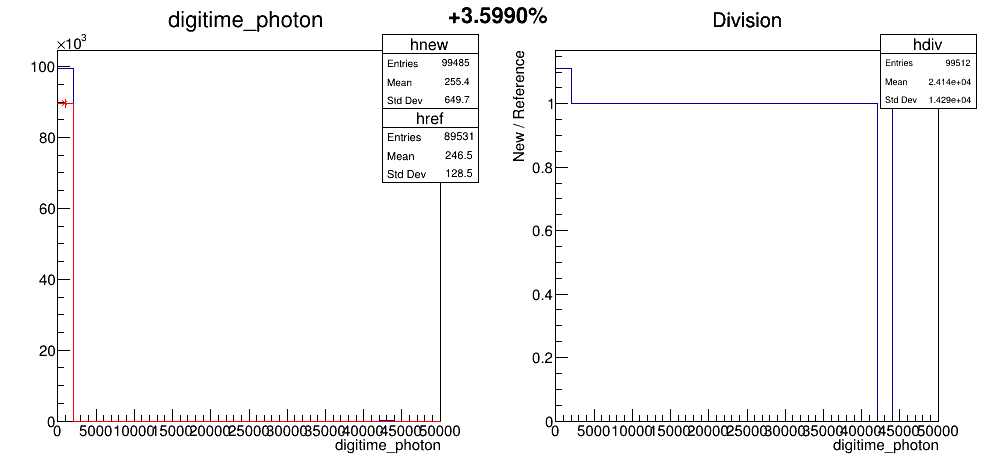 digitime_photon
+3.5990%
Division
×10³
hnew
Entries 99485
Mean 255.4
Std Dev 649.7
href
Entries 89531
Mean 246.5
Std Dev 128.5
100
80
60
40
20
0
0 5000 10000 15000 20000 25000 30000 35000 40000 45000 50000
digitime_photon
hdiv
Entries 99512
Mean 2.414e+04
Std Dev 1.429e+04
New / Reference
1
0.8
0.6
0.4
0.2
0
0 5000 10000 15000 20000 25000 30000 35000 40000 45000 50000
digitime_photon